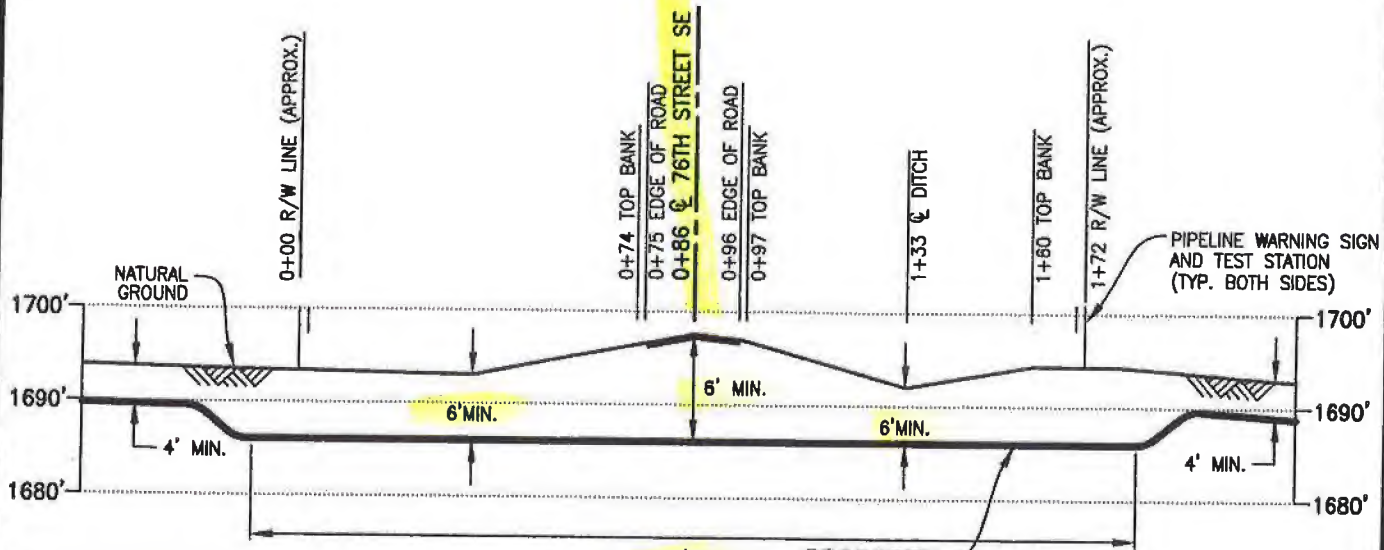 0+00 R/W LINE (APPROX.)
0+74 TOP BANK
0+75 EDGE OF ROAD
0+86 ℄ 76TH STREET SE
0+96 EDGE OF ROAD
0+97 TOP BANK
1+33 ℄ DITCH
1+60 TOP BANK
1+72 R/W LINE (APPROX.)
PIPELINE WARNING SIGN
AND TEST STATION
(TYP. BOTH SIDES)
NATURAL
GROUND
1700'
1700'
1690'
1690'
6' MIN.
6'MIN.
6'MIN.
4' MIN.
4' MIN.
1680'
1680'